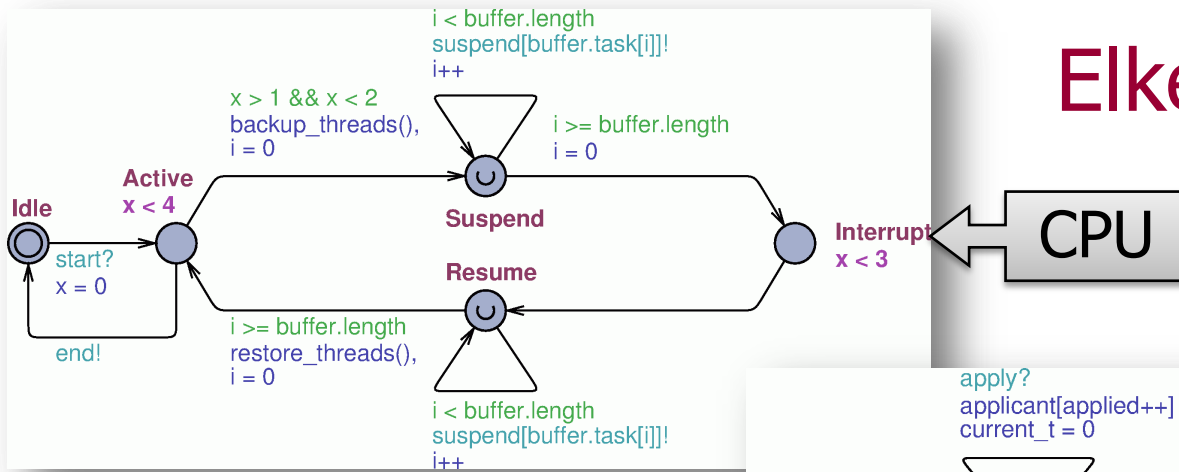 i < buffer.length
suspend[buffer.task[i]]!
i++
x > 1 && x < 2
backup_threads(),
i = 0
i >= buffer.length
i = 0
Active
x < 4
Idle
start?
x = 0
end!
Suspend
Resume
Interrupt
x < 3
i >= buffer.length
restore_threads(),
i = 0
i < buffer.length
suspend[buffer.task[i]]!
i++
Elke
CPU
apply?
applicant[applied++]
current_t = 0